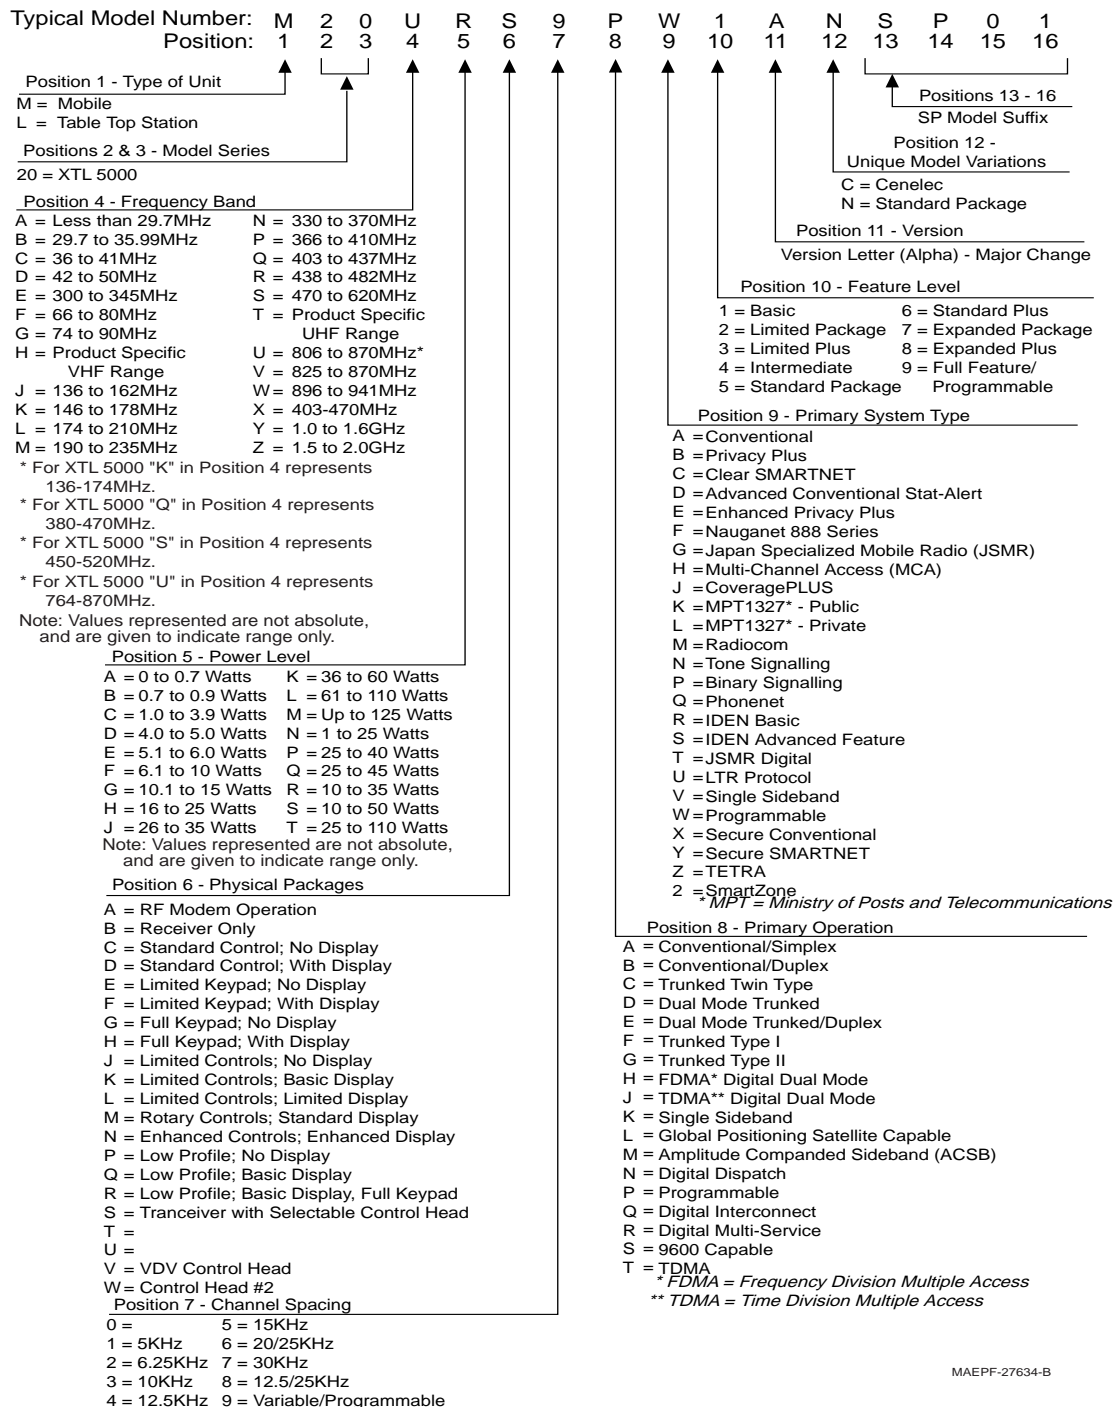 Typical Model Number: M 2 0 U R S 9 P W 1 A N S P 0 1
Position: 1 2 3 4 5 6 7 8 9 10 11 12 13 14 15 16
Position 1 - Type of Unit
M = Mobile
L = Table Top Station
Positions 2 & 3 - Model Series
20 = XTL 5000
Position 4 - Frequency Band
A = Less than 29.7MHz
B = 29.7 to 35.99MHz
C = 36 to 41MHz
D = 42 to 50MHz
E = 300 to 345MHz
F = 66 to 80MHz
G = 74 to 90MHz
H = Product Specific
VHF Range
J = 136 to 162MHz
K = 146 to 178MHz
L = 174 to 210MHz
M = 190 to 235MHz
N = 330 to 370MHz
P = 366 to 410MHz
Q = 403 to 437MHz
R = 438 to 482MHz
S = 470 to 620MHz
T = Product Specific
UHF Range
U = 806 to 870MHz*
V = 825 to 870MHz
W = 896 to 941MHz
X = 403-470MHz
Y = 1.0 to 1.6GHz
Z = 1.5 to 2.0GHz
* For XTL 5000 "K" in Position 4 represents
136-174MHz.
* For XTL 5000 "Q" in Position 4 represents
380-470MHz.
* For XTL 5000 "S" in Position 4 represents
450-520MHz.
* For XTL 5000 "U" in Position 4 represents
764-870MHz.
Note: Values represented are not absolute,
and are given to indicate range only.
Position 5 - Power Level
A = 0 to 0.7 Watts
B = 0.7 to 0.9 Watts
C = 1.0 to 3.9 Watts
D = 4.0 to 5.0 Watts
E = 5.1 to 6.0 Watts
F = 6.1 to 10 Watts
G = 10.1 to 15 Watts
H = 16 to 25 Watts
J = 26 to 35 Watts
K = 36 to 60 Watts
L = 61 to 110 Watts
M = Up to 125 Watts
N = 1 to 25 Watts
P = 25 to 40 Watts
Q = 25 to 45 Watts
R = 10 to 35 Watts
S = 10 to 50 Watts
T = 25 to 110 Watts
Note: Values represented are not absolute,
and are given to indicate range only.
Position 6 - Physical Packages
A = RF Modem Operation
B = Receiver Only
C = Standard Control; No Display
D = Standard Control; With Display
E = Limited Keypad; No Display
F = Limited Keypad; With Display
G = Full Keypad; No Display
H = Full Keypad; With Display
J = Limited Controls; No Display
K = Limited Controls; Basic Display
L = Limited Controls; Limited Display
M = Rotary Controls; Standard Display
N = Enhanced Controls; Enhanced Display
P = Low Profile; No Display
Q = Low Profile; Basic Display
R = Low Profile; Basic Display, Full Keypad
S = Tranceiver with Selectable Control Head
T =
U =
V = VDV Control Head
W = Control Head #2
Position 7 - Channel Spacing
0 =
1 = 5KHz
2 = 6.25KHz
3 = 10KHz
4 = 12.5KHz
5 = 15KHz
6 = 20/25KHz
7 = 30KHz
8 = 12.5/25KHz
9 = Variable/Programmable
Positions 13 - 16
SP Model Suffix
Position 12 -
Unique Model Variations
C = Cenelec
N = Standard Package
Position 11 - Version
Version Letter (Alpha) - Major Change
Position 10 - Feature Level
1 = Basic
2 = Limited Package
3 = Limited Plus
4 = Intermediate
5 = Standard Package
6 = Standard Plus
7 = Expanded Package
8 = Expanded Plus
9 = Full Feature/
Programmable
Position 9 - Primary System Type
A = Conventional
B = Privacy Plus
C = Clear SMARTNET
D = Advanced Conventional Stat-Alert
E = Enhanced Privacy Plus
F = Nauganet 888 Series
G = Japan Specialized Mobile Radio (JSMR)
H = Multi-Channel Access (MCA)
J = CoveragePLUS
K = MPT1327* - Public
L = MPT1327* - Private
M = Radiocom
N = Tone Signalling
P = Binary Signalling
Q = Phonenet
R = IDEN Basic
S = IDEN Advanced Feature
T = JSMR Digital
U = LTR Protocol
V = Single Sideband
W = Programmable
X = Secure Conventional
Y = Secure SMARTNET
Z = TETRA
2 = SmartZone
* MPT = Ministry of Posts and Telecommunications
Position 8 - Primary Operation
A = Conventional/Simplex
B = Conventional/Duplex
C = Trunked Twin Type
D = Dual Mode Trunked
E = Dual Mode Trunked/Duplex
F = Trunked Type I
G = Trunked Type II
H = FDMA* Digital Dual Mode
J = TDMA** Digital Dual Mode
K = Single Sideband
L = Global Positioning Satellite Capable
M = Amplitude Companded Sideband (ACSB)
N = Digital Dispatch
P = Programmable
Q = Digital Interconnect
R = Digital Multi-Service
S = 9600 Capable
T = TDMA
* FDMA = Frequency Division Multiple Access
** TDMA = Time Division Multiple Access
MAEPF-27634-B